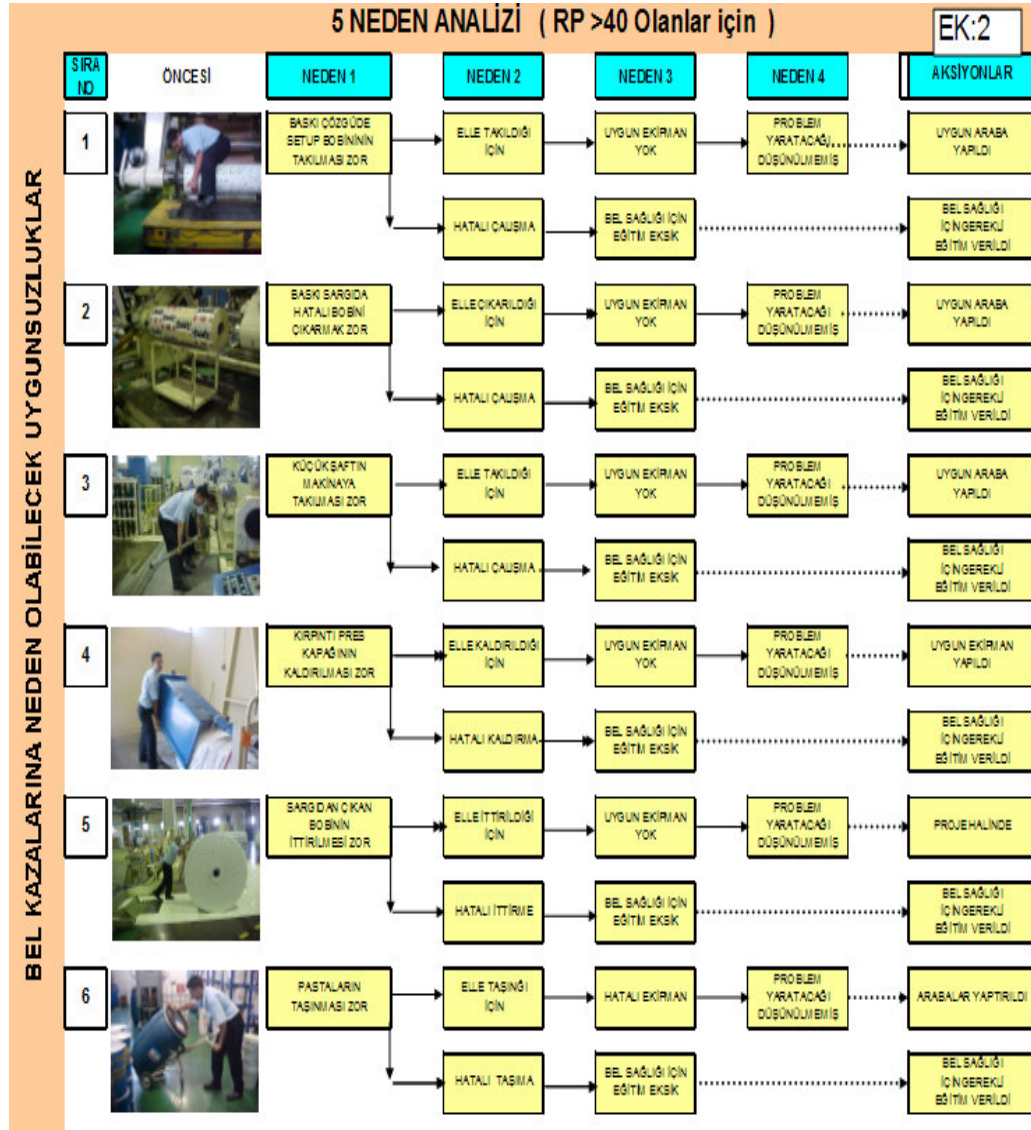 5 NEDEN ANALİZİ ( RP >40 Olanlar için )
EK:2
BEL KAZALARINA NEDEN OLABİLECEK UYGUNSUZLUKLAR
SIRA
NO
ÖNCESİ
NEDEN 1
NEDEN 2
NEDEN 3
NEDEN 4
AKSİYONLAR
1
BASKI ÇÖZGÜDE
SETUP BOBİNİNİN
TAKILMASI ZOR
ELLE TAKILDIĞI
İÇİN
UYGUN EKİPMAN
YOK
PROBLEM
YARATACAĞI
DÜŞÜNÜLMEMİŞ
UYGUN ARABA
YAPILDI
HATALI ÇALIŞMA
BEL SAĞLIĞI İÇİN
EĞİTİM EKSİK
BEL SAĞLIĞI
İÇİN GEREKLİ
EĞİTİM VERİLDİ
2
BASKI SARGIDA
HATALI BOBİNİ
ÇIKARMAK ZOR
ELLE ÇIKARILDIĞI
İÇİN
UYGUN EKİPMAN
YOK
PROBLEM
YARATACAĞI
DÜŞÜNÜLMEMİŞ
UYGUN ARABA
YAPILDI
HATALI ÇALIŞMA
BEL SAĞLIĞI İÇİN
EĞİTİM EKSİK
BEL SAĞLIĞI
İÇİN GEREKLİ
EĞİTİM VERİLDİ
3
KÜÇÜK ŞAFTIN
MAKİNAYA
TAKILMASI ZOR
ELLE TAKILDIĞI
İÇİN
UYGUN EKİPMAN
YOK
PROBLEM
YARATACAĞI
DÜŞÜNÜLMEMİŞ
UYGUN ARABA
YAPILDI
HATALI ÇALIŞMA
BEL SAĞLIĞI İÇİN
EĞİTİM EKSİK
BEL SAĞLIĞI
İÇİN GEREKLİ
EĞİTİM VERİLDİ
4
KIRPINTI PRES
KAPAĞININ
KALDIRILMASI ZOR
ELLE KALDIRILDIĞI
İÇİN
UYGUN EKİPMAN
YOK
PROBLEM
YARATACAĞI
DÜŞÜNÜLMEMİŞ
UYGUN EKİPMAN
YAPILDI
HATALI KALDIRMA
BEL SAĞLIĞI İÇİN
EĞİTİM EKSİK
BEL SAĞLIĞI
İÇİN GEREKLİ
EĞİTİM VERİLDİ
5
SARGIDAN ÇIKAN
BOBİNİN
İTTİRİLMESİ ZOR
ELLE İTTİRİLDİĞİ
İÇİN
UYGUN EKİPMAN
YOK
PROBLEM
YARATACAĞI
DÜŞÜNÜLMEMİŞ
PROJE HALİNDE
HATALI İTTİRME
BEL SAĞLIĞI İÇİN
EĞİTİM EKSİK
BEL SAĞLIĞI
İÇİN GEREKLİ
EĞİTİM VERİLDİ
6
PASTALARIN
TAŞINMASI ZOR
ELLE TAŞINĞI
İÇİN
HATALI EKİPMAN
PROBLEM
YARATACAĞI
DÜŞÜNÜLMEMİŞ
ARABALAR YAPTIRILDI
HATALI TAŞIMA
BEL SAĞLIĞI İÇİN
EĞİTİM EKSİK
BEL SAĞLIĞI
İÇİN GEREKLİ
EĞİTİM VERİLDİ